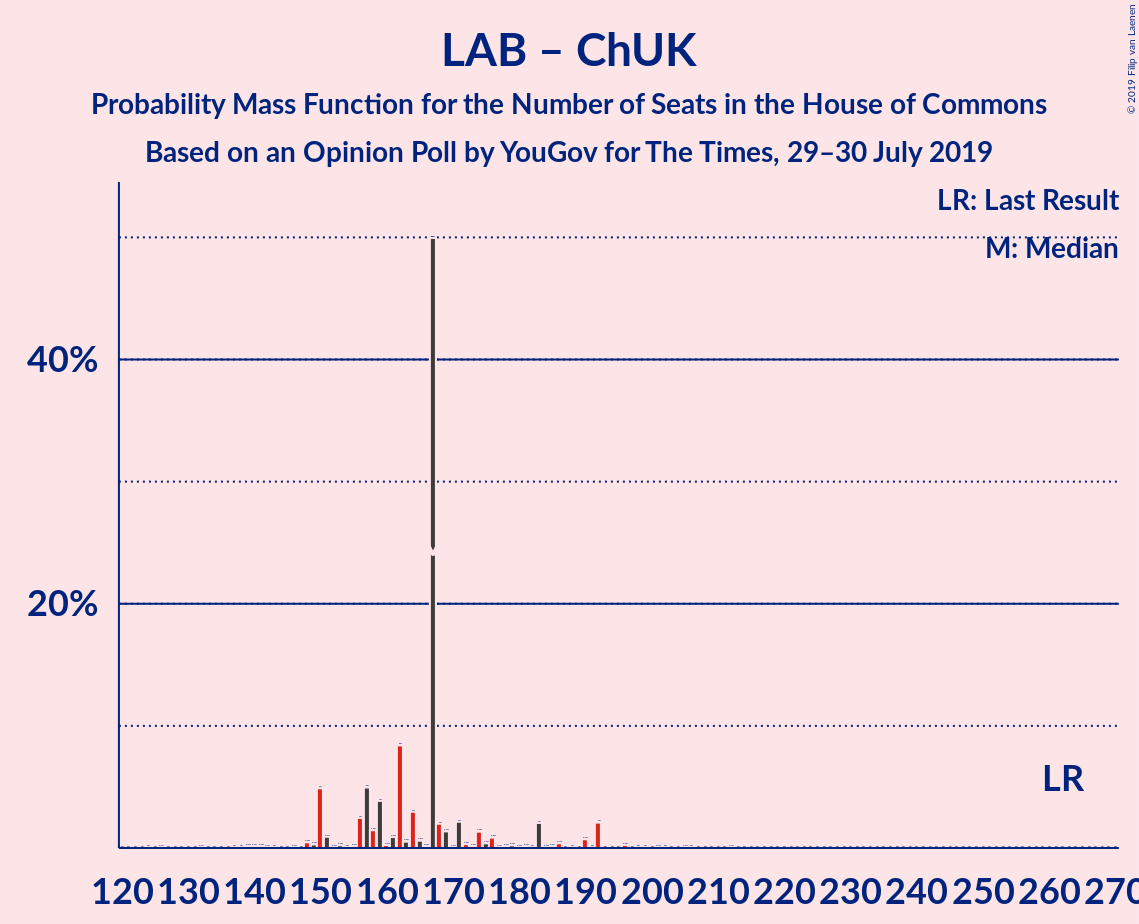 LAB – ChUK
Probability Mass Function for the Number of Seats in the House of Commons
Based on an Opinion Poll by YouGov for The Times, 29–30 July 2019
© 2019 Filip van Laenen
LR: Last Result
M: Median
40%
20%
LR
120 130 140 150 160 170 180 190 200 210 220 230 240 250 260 270